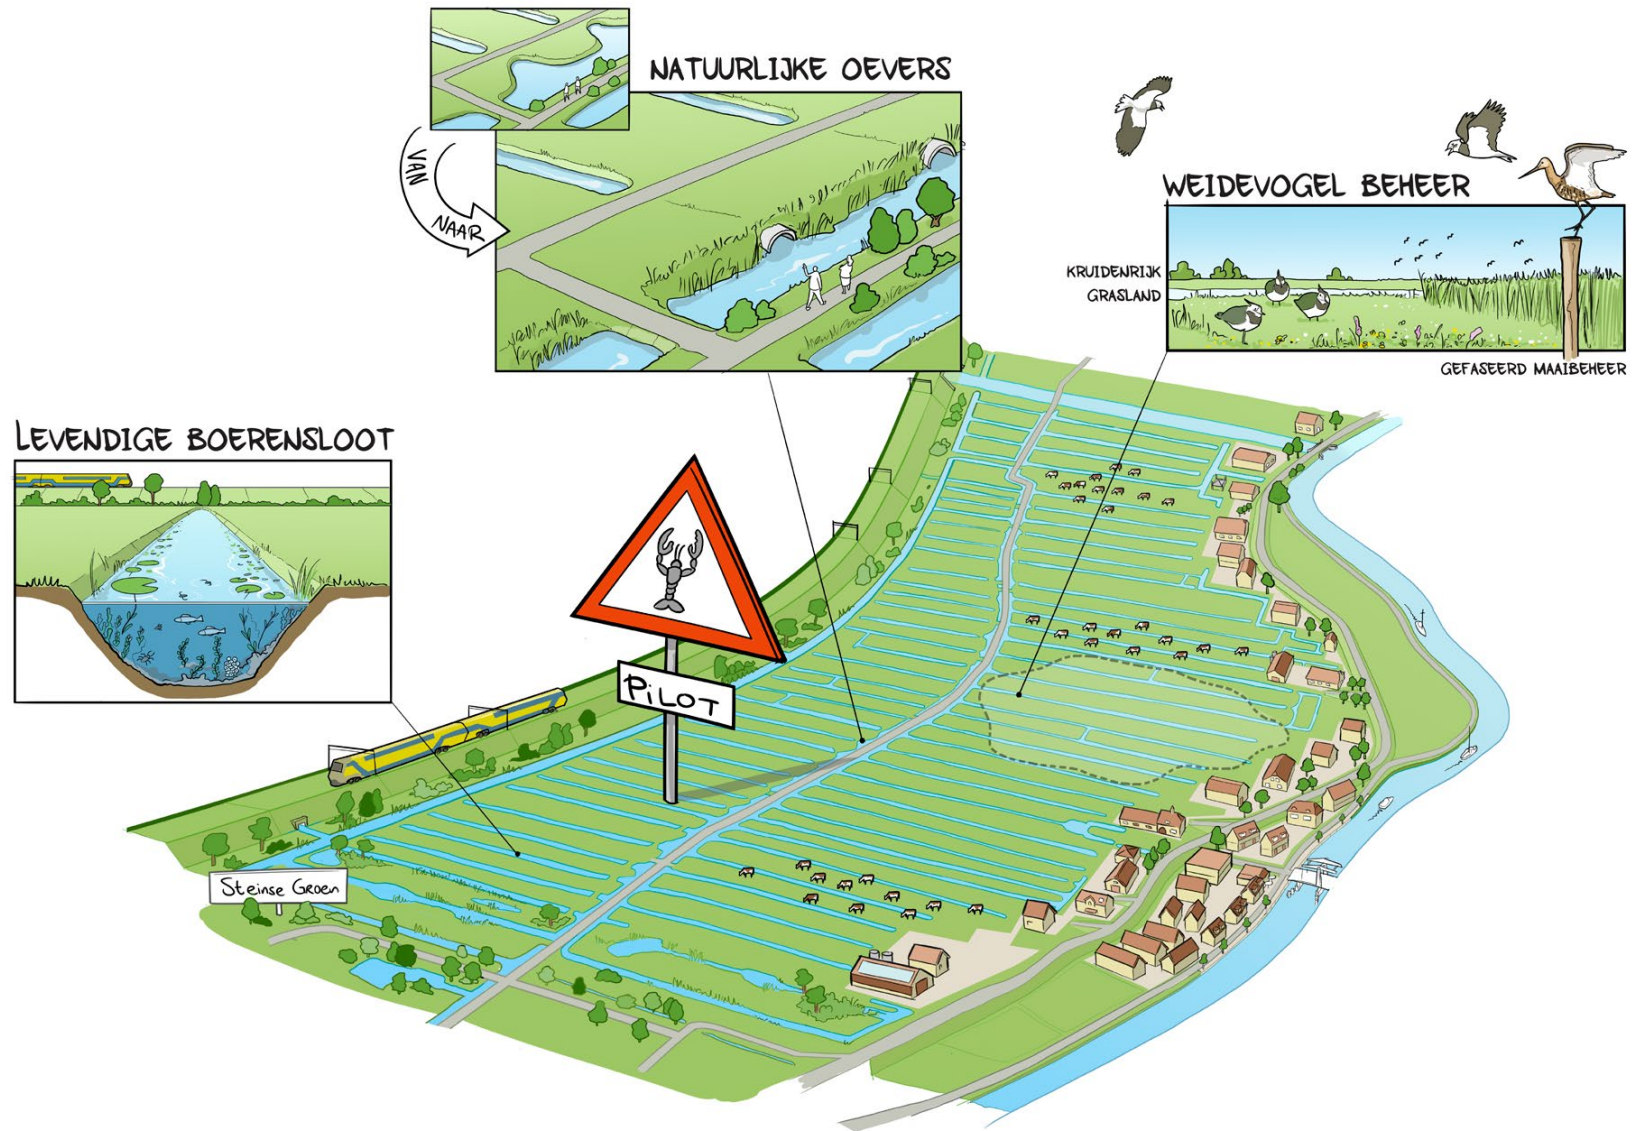 NATUURLIJKE OEVERS
VAN
NAAR
WEIDEVOGEL BEHEER
KRUIDENRIJK
GRASLAND
GEFASEERD MAAIBEHEER
LEVENDIGE BOERENSLOOT
PILOT
Steinse Groen